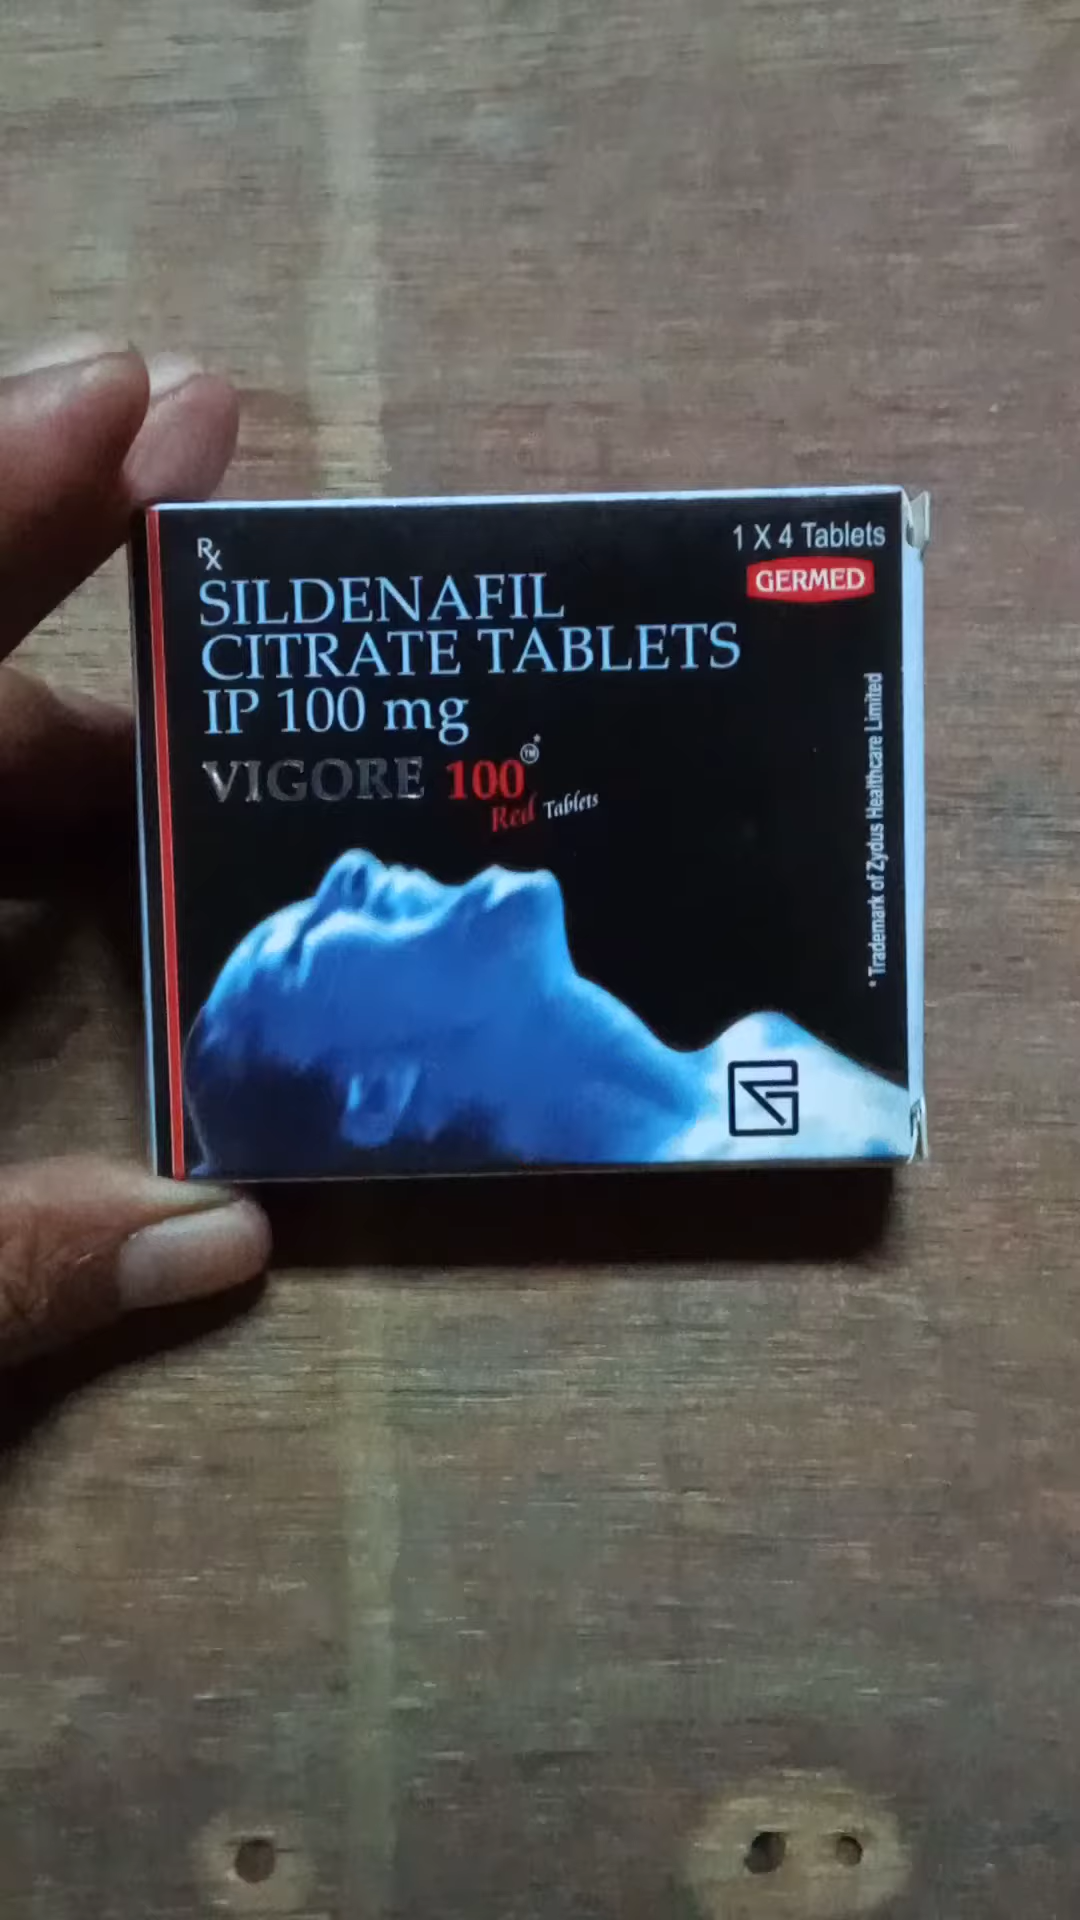 Rx
SILDENAFIL
CITRATE TABLETS
IP 100 mg
VIGORE 100™*
Red Tablets
1 X 4 Tablets
GERMED
* Trademark of Zydus Healthcare Limited